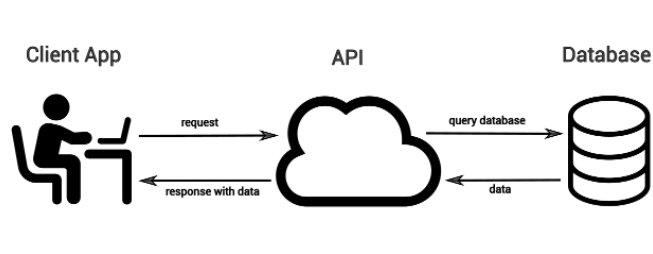 Client App
API
Database
request
query database
response with data
data